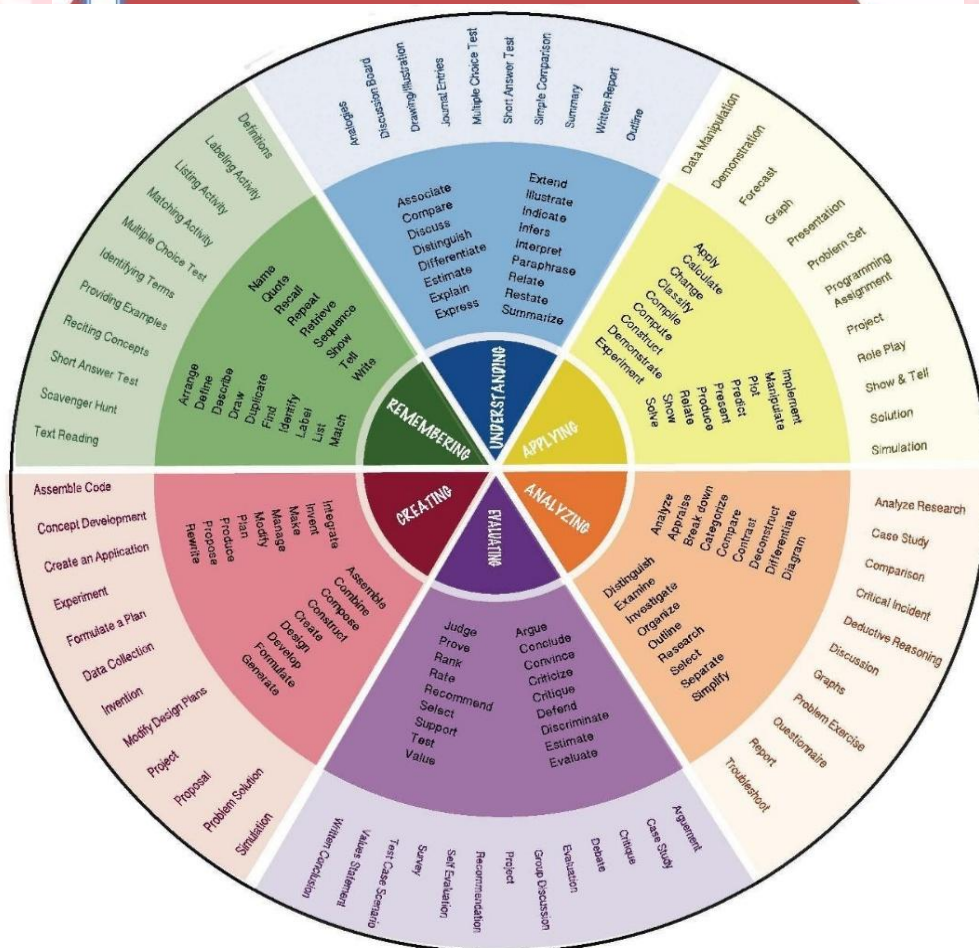 REMEMBERING
Name
Quote
Recall
Repeat
Retrieve
Sequence
Show
Tell
Write
Arrange
Define
Describe
Draw
Duplicate
Find
Identify
Label
List
Match
Definitions
Labeling Activity
Listing Activity
Matching Activity
Multiple Choice Test
Identifying Terms
Providing Examples
Reciting Concepts
Short Answer Test
Scavenger Hunt
Text Reading
UNDERSTANDING
Associate
Compare
Discuss
Distinguish
Differentiate
Estimate
Explain
Express
Extend
Illustrate
Indicate
Infers
Interpret
Paraphrase
Relate
Restate
Summarize
Analogies
Discussion Board
Drawing/Illustration
Journal Entries
Multiple Choice Test
Short Answer Test
Simple Comparison
Summary
Written Report
Outline
APPLYING
Apply
Calculate
Change
Classify
Compile
Compute
Construct
Demonstrate
Experiment
Implement
Manipulate
Plot
Predict
Present
Produce
Relate
Show
Solve
Data Manipulation
Demonstration
Forecast
Graph
Presentation
Problem Set
Programming
Assignment
Project
Role Play
Show & Tell
Solution
Simulation
ANALYZING
Analyze
Appraise
Break down
Categorize
Compare
Contrast
Deconstruct
Differentiate
Diagram
Distinguish
Examine
Investigate
Organize
Outline
Research
Select
Separate
Simplify
Analyze Research
Case Study
Comparison
Critical Incident
Deductive Reasoning
Discussion
Graphs
Problem Exercise
Questionnaire
Report
Troubleshoot
EVALUATING
Judge
Prove
Rank
Rate
Recommend
Select
Support
Test
Value
Argue
Conclude
Convince
Criticize
Critique
Defend
Discriminate
Estimate
Evaluate
Arguement
Case Study
Critique
Debate
Evaluation
Group Discussion
Project
Recommendation
Self Evaluation
Survey
Test Case Scenario
Values Statement
Written Conclusion
CREATING
Integrate
Invent
Make
Manage
Modify
Plan
Produce
Propose
Rewrite
Assemble
Combine
Compose
Construct
Create
Design
Develop
Formulate
Generate
Assemble Code
Concept Development
Create an Application
Experiment
Formulate a Plan
Data Collection
Invention
Modify Design Plans
Project
Proposal
Problem Solution
Simulation